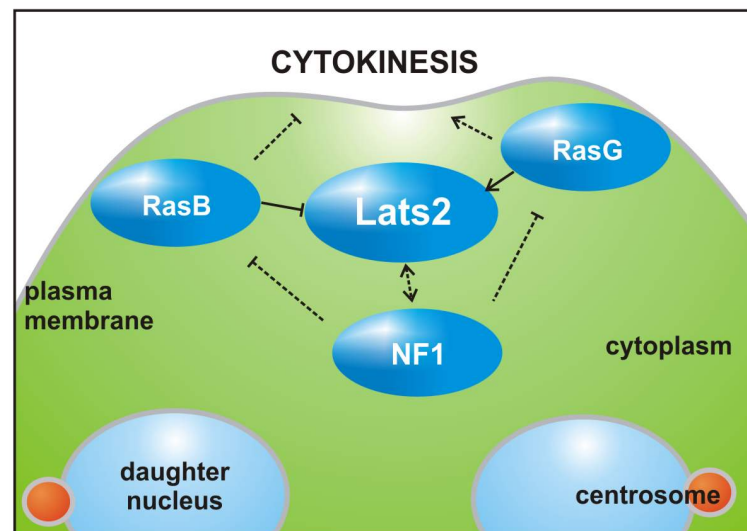 CYTOKINESIS
RasG
RasB
Lats2
plasma
membrane
NF1
cytoplasm
daughter
nucleus
centrosome